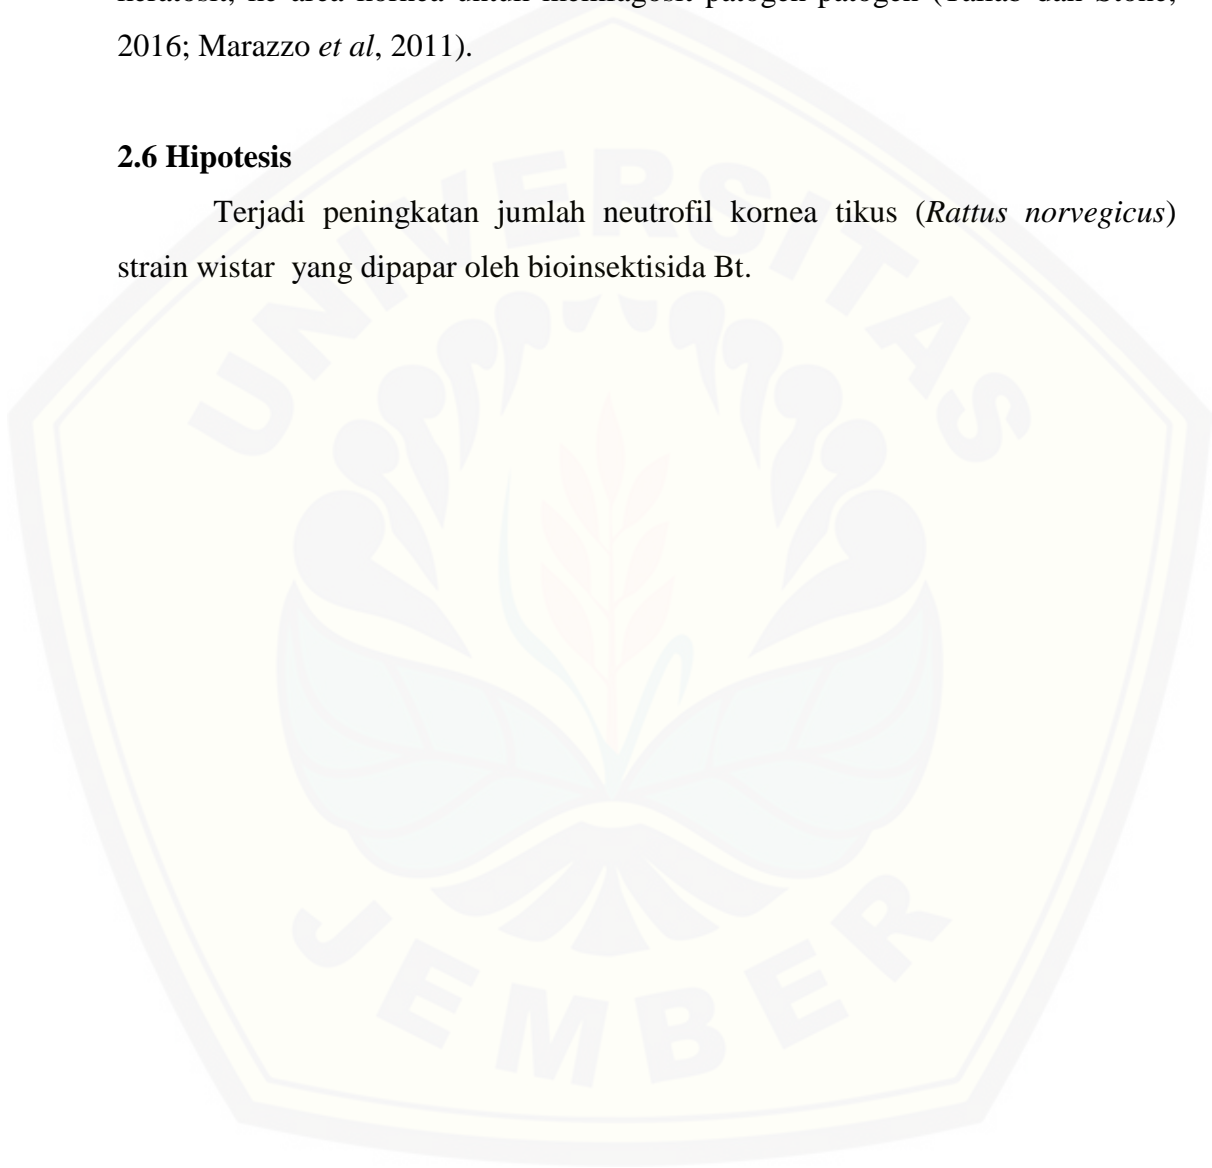 2016; Marazzo et al, 2011).
2.6 Hipotesis
Terjadi peningkatan jumlah neutrofil kornea tikus (Rattus norvegicus)
strain wistar yang dipapar oleh bioinsektisida Bt.
UNIVERSITAS
JEMBER